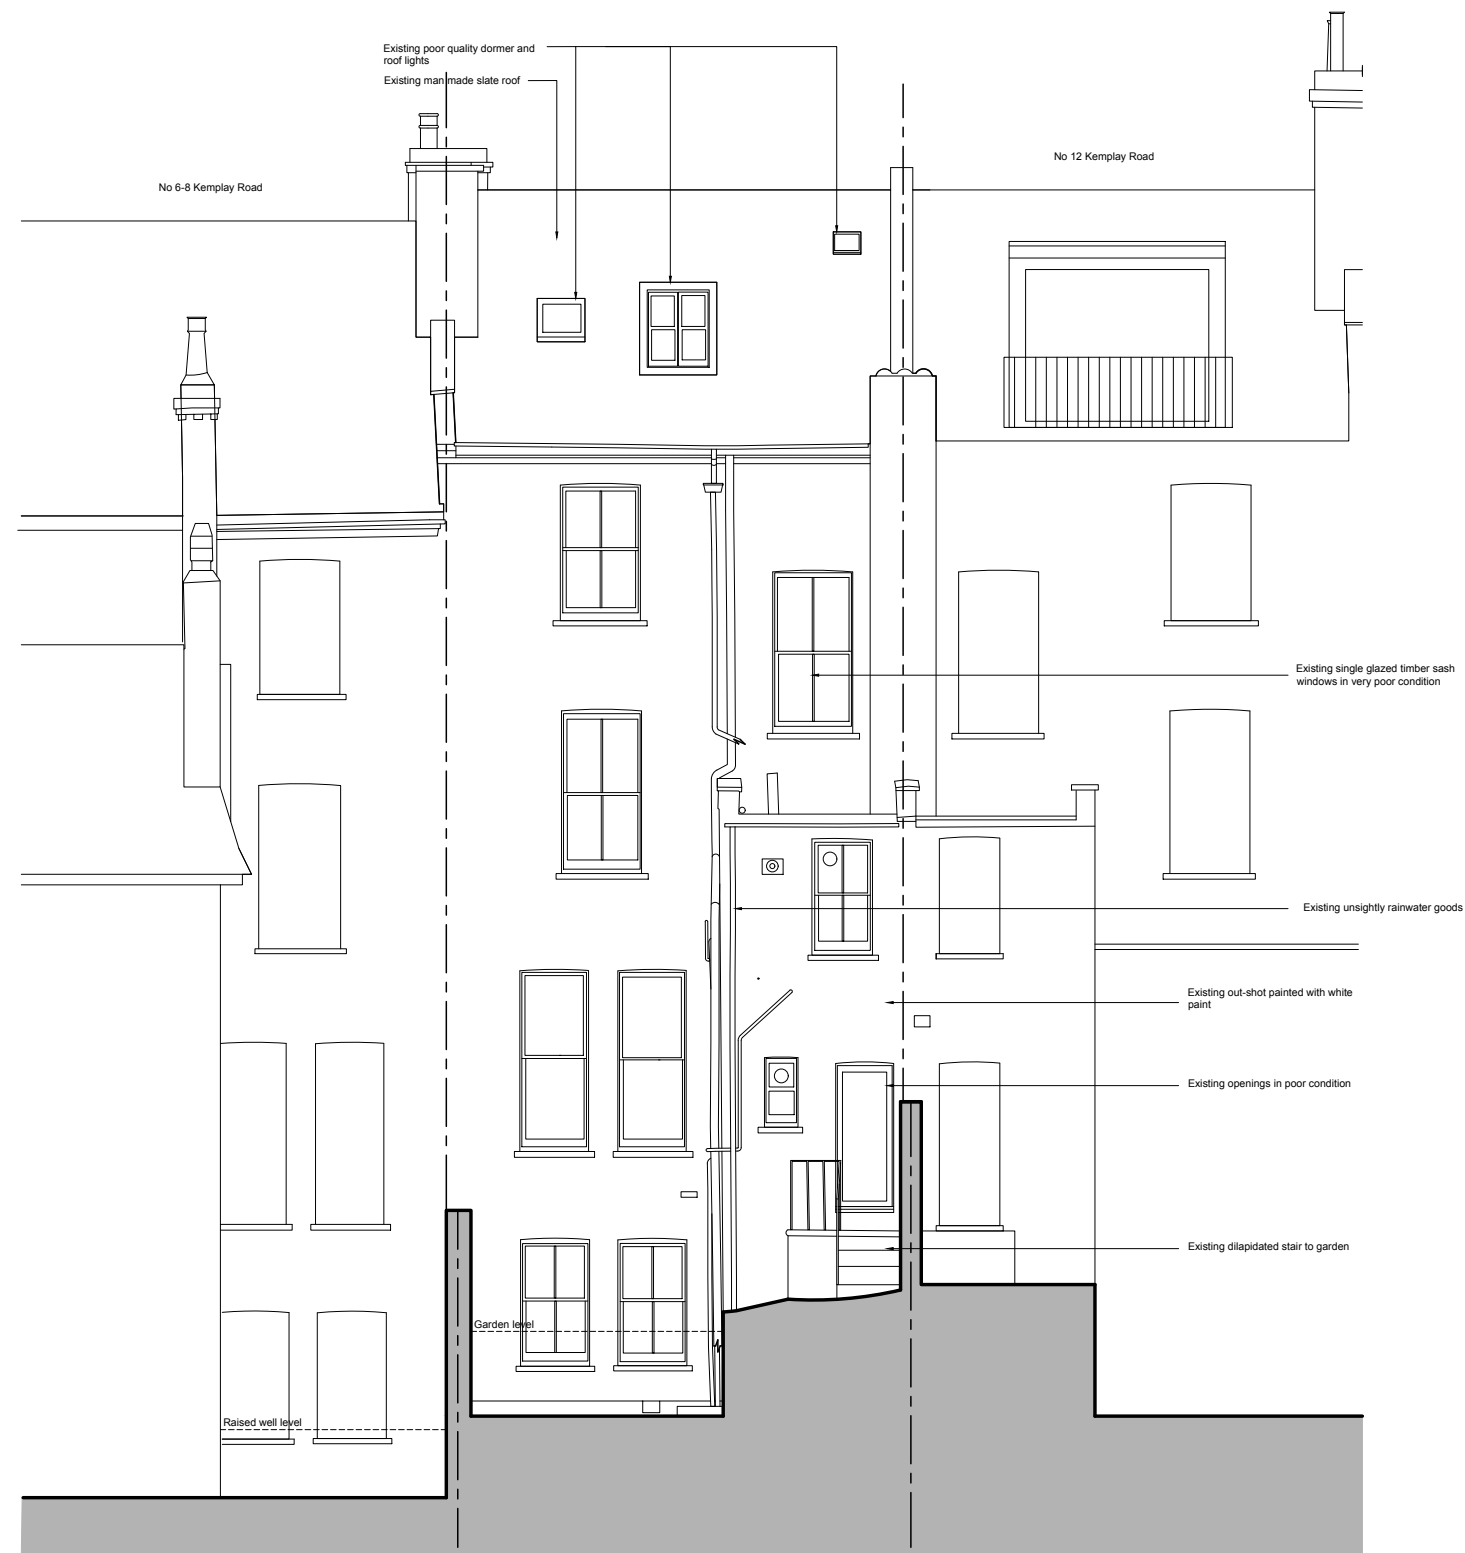 Existing poor quality dormer and
roof lights
Existing man made slate roof
No 12 Kemplay Road
No 6-8 Kemplay Road
Existing single glazed timber sash
windows in very poor condition
Existing unsightly rainwater goods
Existing out-shot painted with white
paint
Existing openings in poor condition
Existing dilapidated stair to garden
Garden level
Raised well level